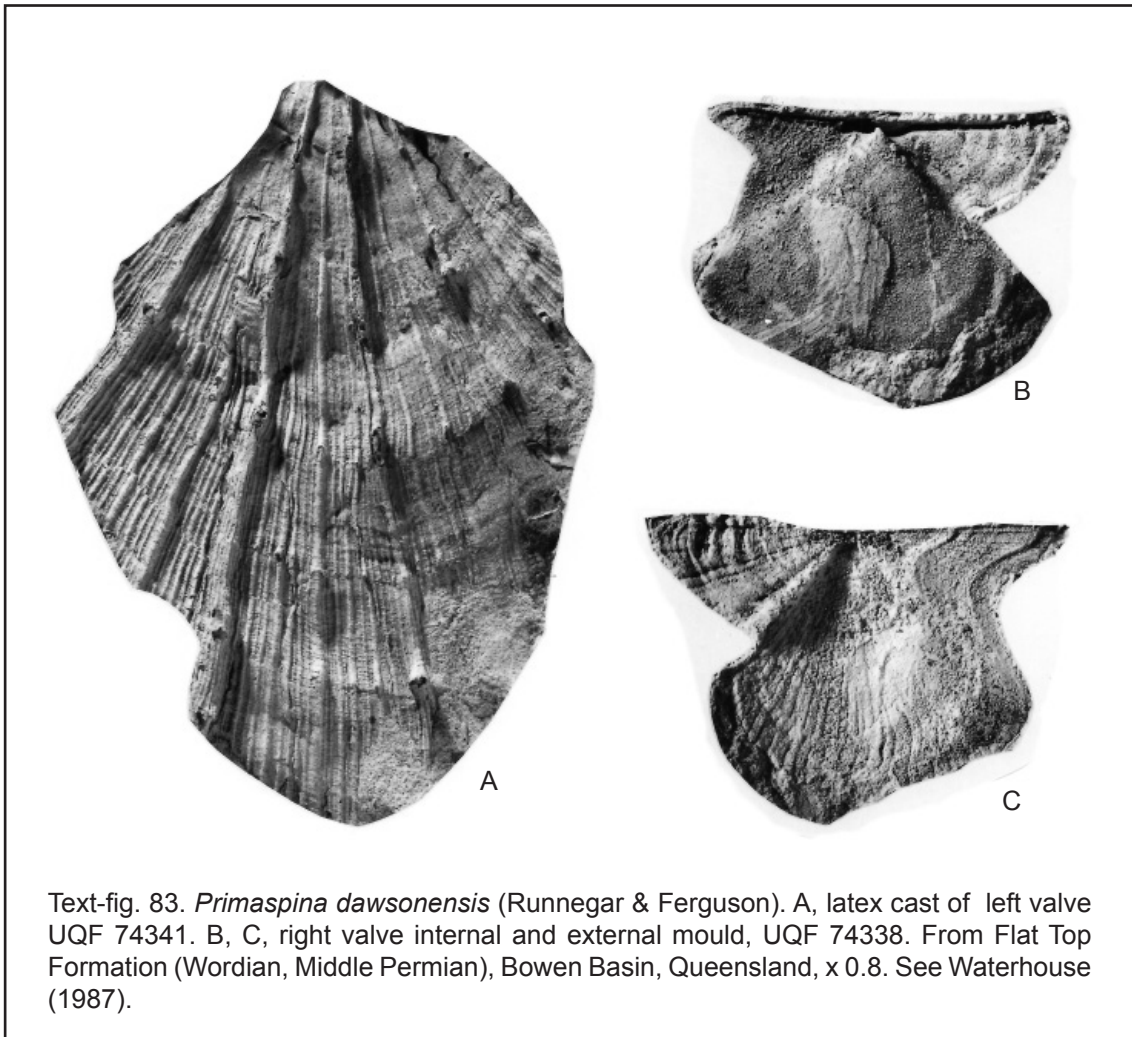 B
C
A
Text-fig. 83. Primaspina dawsonensis (Runnegar & Ferguson). A, latex cast of left valve
UQF 74341. B, C, right valve internal and external mould, UQF 74338. From Flat Top
Formation (Wordian, Middle Permian), Bowen Basin, Queensland, x 0.8. See Waterhouse
(1987).